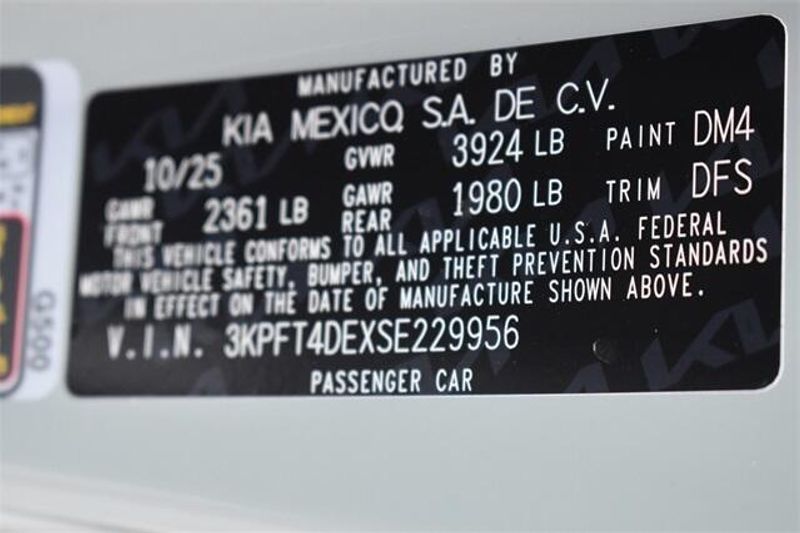 MANUFACTURED BY
KIA MEXICO, S.A. DE C.V.
10/25 GVWR 3924 LB PAINT DM4
GAWR FRONT 2361 LB GAWR REAR 1980 LB TRIM DFS
THIS VEHICLE CONFORMS TO ALL APPLICABLE U.S.A. FEDERAL
MOTOR VEHICLE SAFETY, BUMPER, AND THEFT PREVENTION STANDARDS
IN EFFECT ON THE DATE OF MANUFACTURE SHOWN ABOVE.
V.I.N. 3KPFT4DEXSE229956
PASSENGER CAR
G500